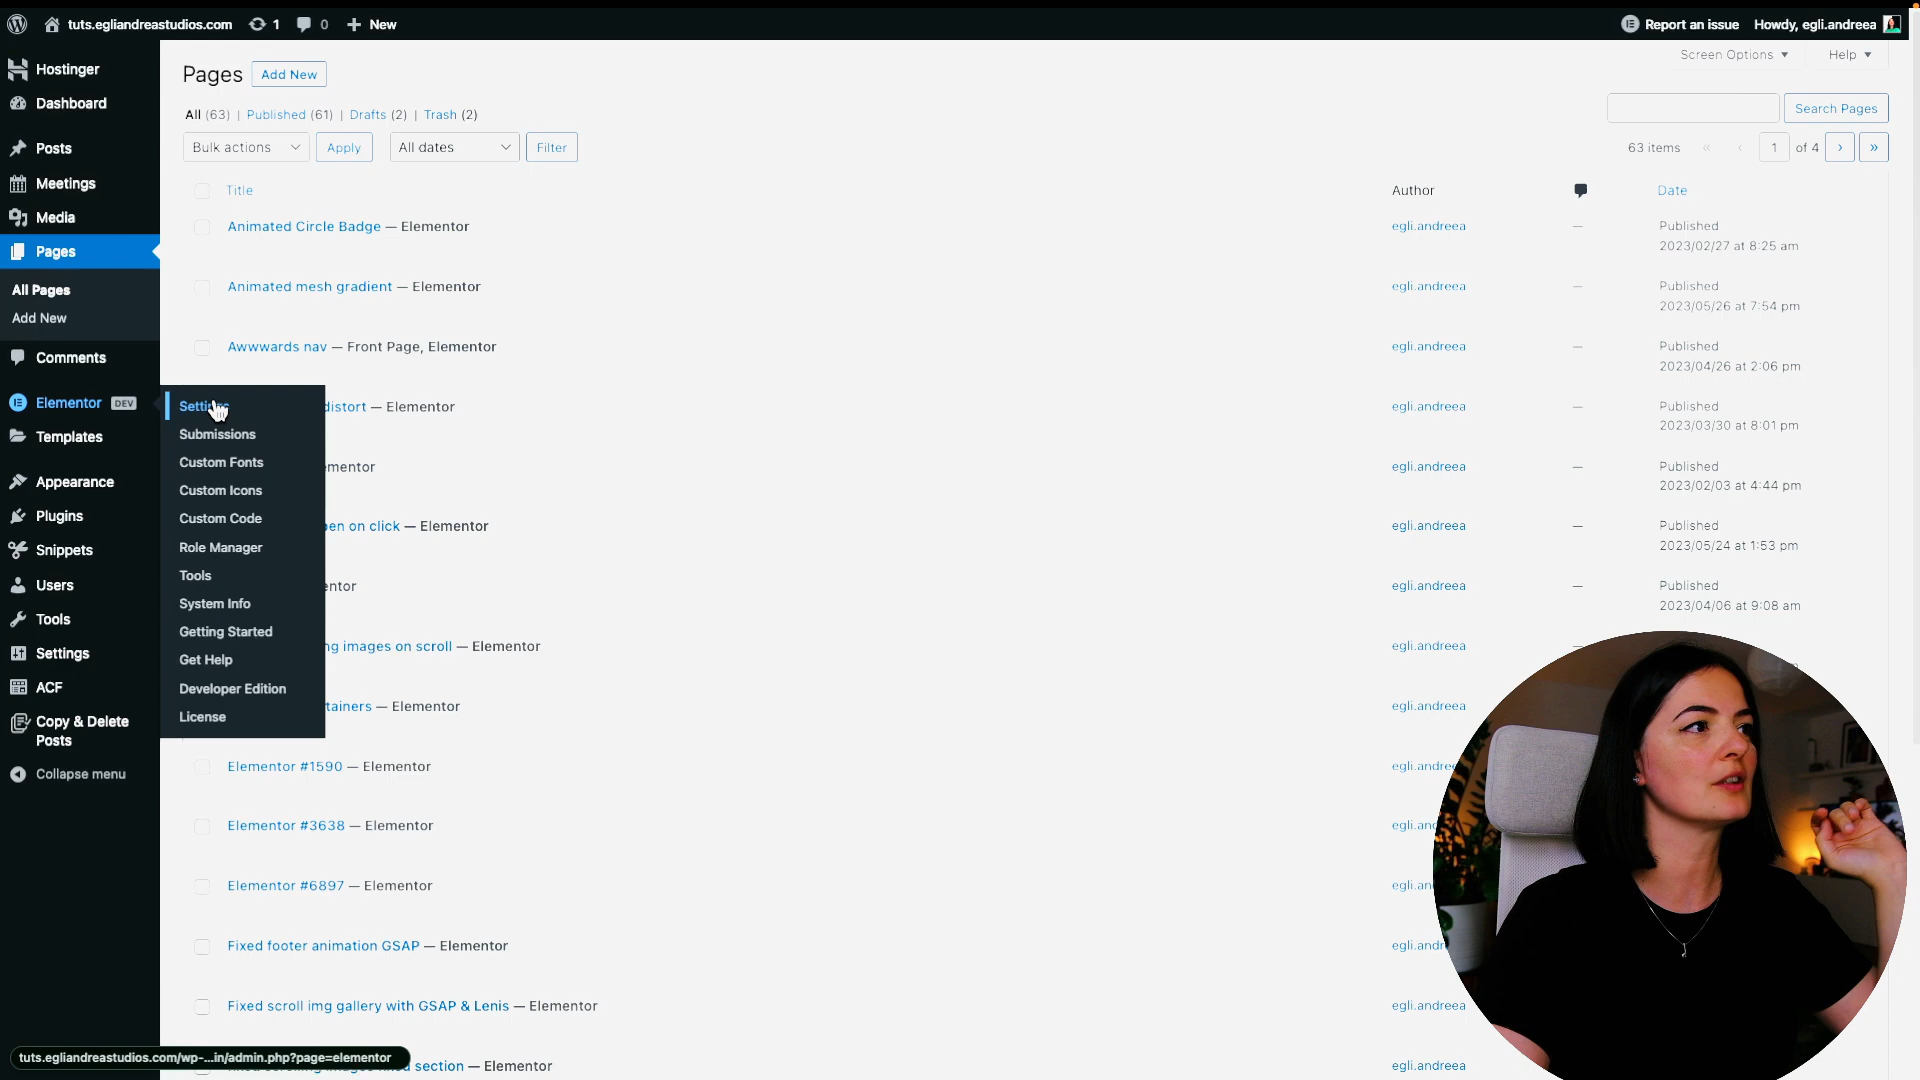 tuts.egliandreastudios.com 1 0 New Report an issue Howdy, egli.andreea
Screen Options Help
Hostinger
Dashboard
Posts
Meetings
Media
Pages
All Pages
Add New
Comments
Elementor DEV
Templates
Appearance
Plugins
Snippets
Users
Tools
Settings
ACF
Copy & Delete
Posts
Collapse menu
Settings
Submissions
Custom Fonts
Custom Icons
Custom Code
Role Manager
Tools
System Info
Getting Started
Get Help
Developer Edition
License
Pages Add New
All (63) | Published (61) | Drafts (2) | Trash (2)
Search Pages
Bulk actions Apply All dates Filter
63 items « ‹ 1 of 4 › »
Title Author Date
Animated Circle Badge — Elementor egli.andreea — Published
2023/02/27 at 8:25 am
Animated mesh gradient — Elementor egli.andreea — Published
2023/05/26 at 7:54 pm
Awwwards nav — Front Page, Elementor egli.andreea — Published
2023/04/26 at 2:06 pm
distort — Elementor egli.andreea — Published
2023/03/30 at 8:01 pm
egli.andreea — Published
2023/02/03 at 4:44 pm
on click — Elementor egli.andreea — Published
2023/05/24 at 1:53 pm
egli.andreea — Published
2023/04/06 at 9:08 am
images on scroll — Elementor egli.andreea —
— Elementor egli.andreea
Elementor #1590 — Elementor
Elementor #3638 — Elementor
Elementor #6897 — Elementor
Fixed footer animation GSAP — Elementor
Fixed scroll img gallery with GSAP & Lenis — Elementor egli.andreea
section — Elementor egli.andreea
tuts.egliandreastudios.com/wp-...in/admin.php?page=elementor